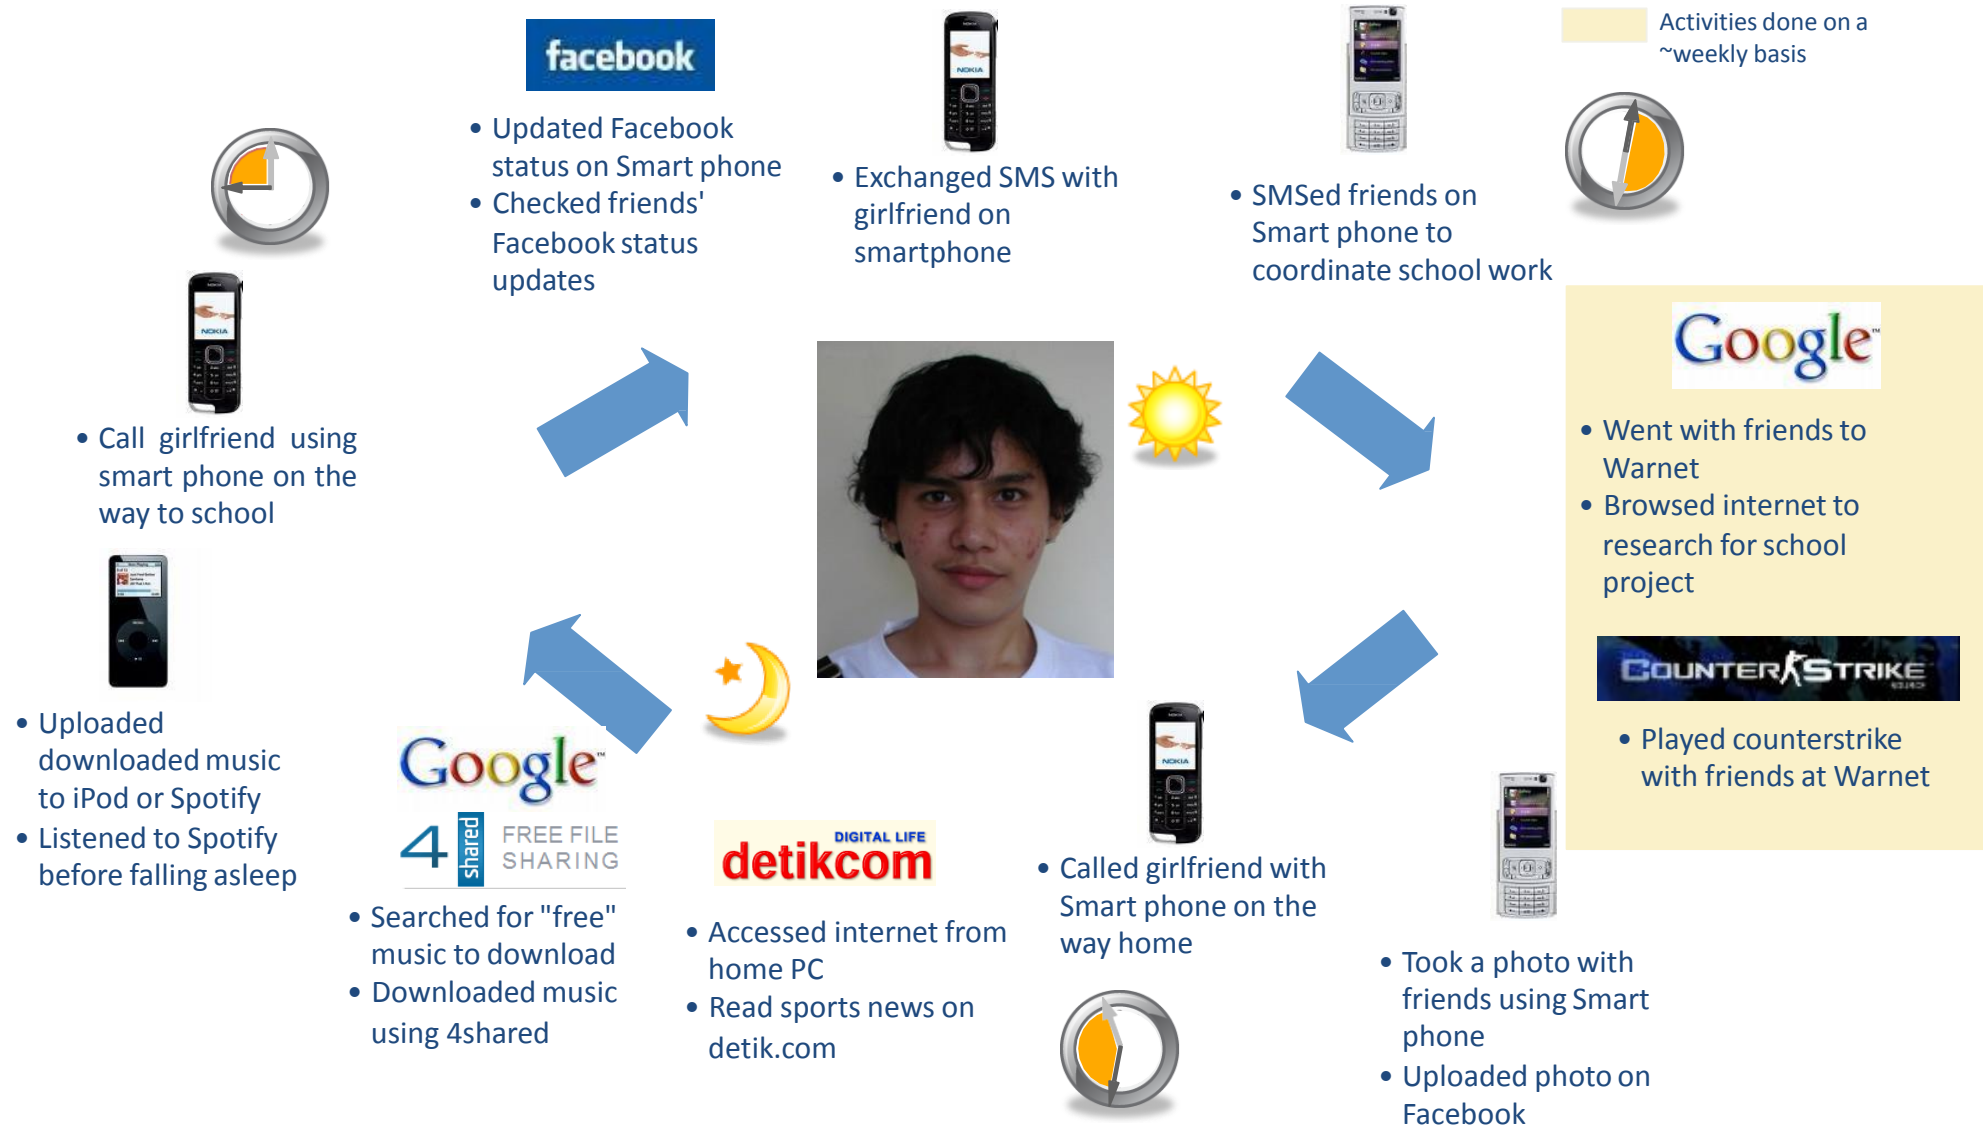 facebook
• Updated Facebook
status on Smart phone
• Checked friends'
Facebook status
updates
NOKIA
• Exchanged SMS with
girlfriend on
smartphone
• SMSed friends on
Smart phone to
coordinate school work
Activities done on a
~weekly basis
NOKIA
• Call girlfriend using
smart phone on the
way to school
Google™
• Went with friends to
Warnet
• Browsed internet to
research for school
project
COUNTER STRIKE
• Played counterstrike
with friends at Warnet
• Took a photo with
friends using Smart
phone
• Uploaded photo on
Facebook
NOKIA
• Called girlfriend with
Smart phone on the
way home
DIGITAL LIFE
detikcom
• Accessed internet from
home PC
• Read sports news on
detik.com
Google™
4shared
FREE FILE
SHARING
• Searched for "free"
music to download
• Downloaded music
using 4shared
• Uploaded
downloaded music
to iPod or Spotify
• Listened to Spotify
before falling asleep